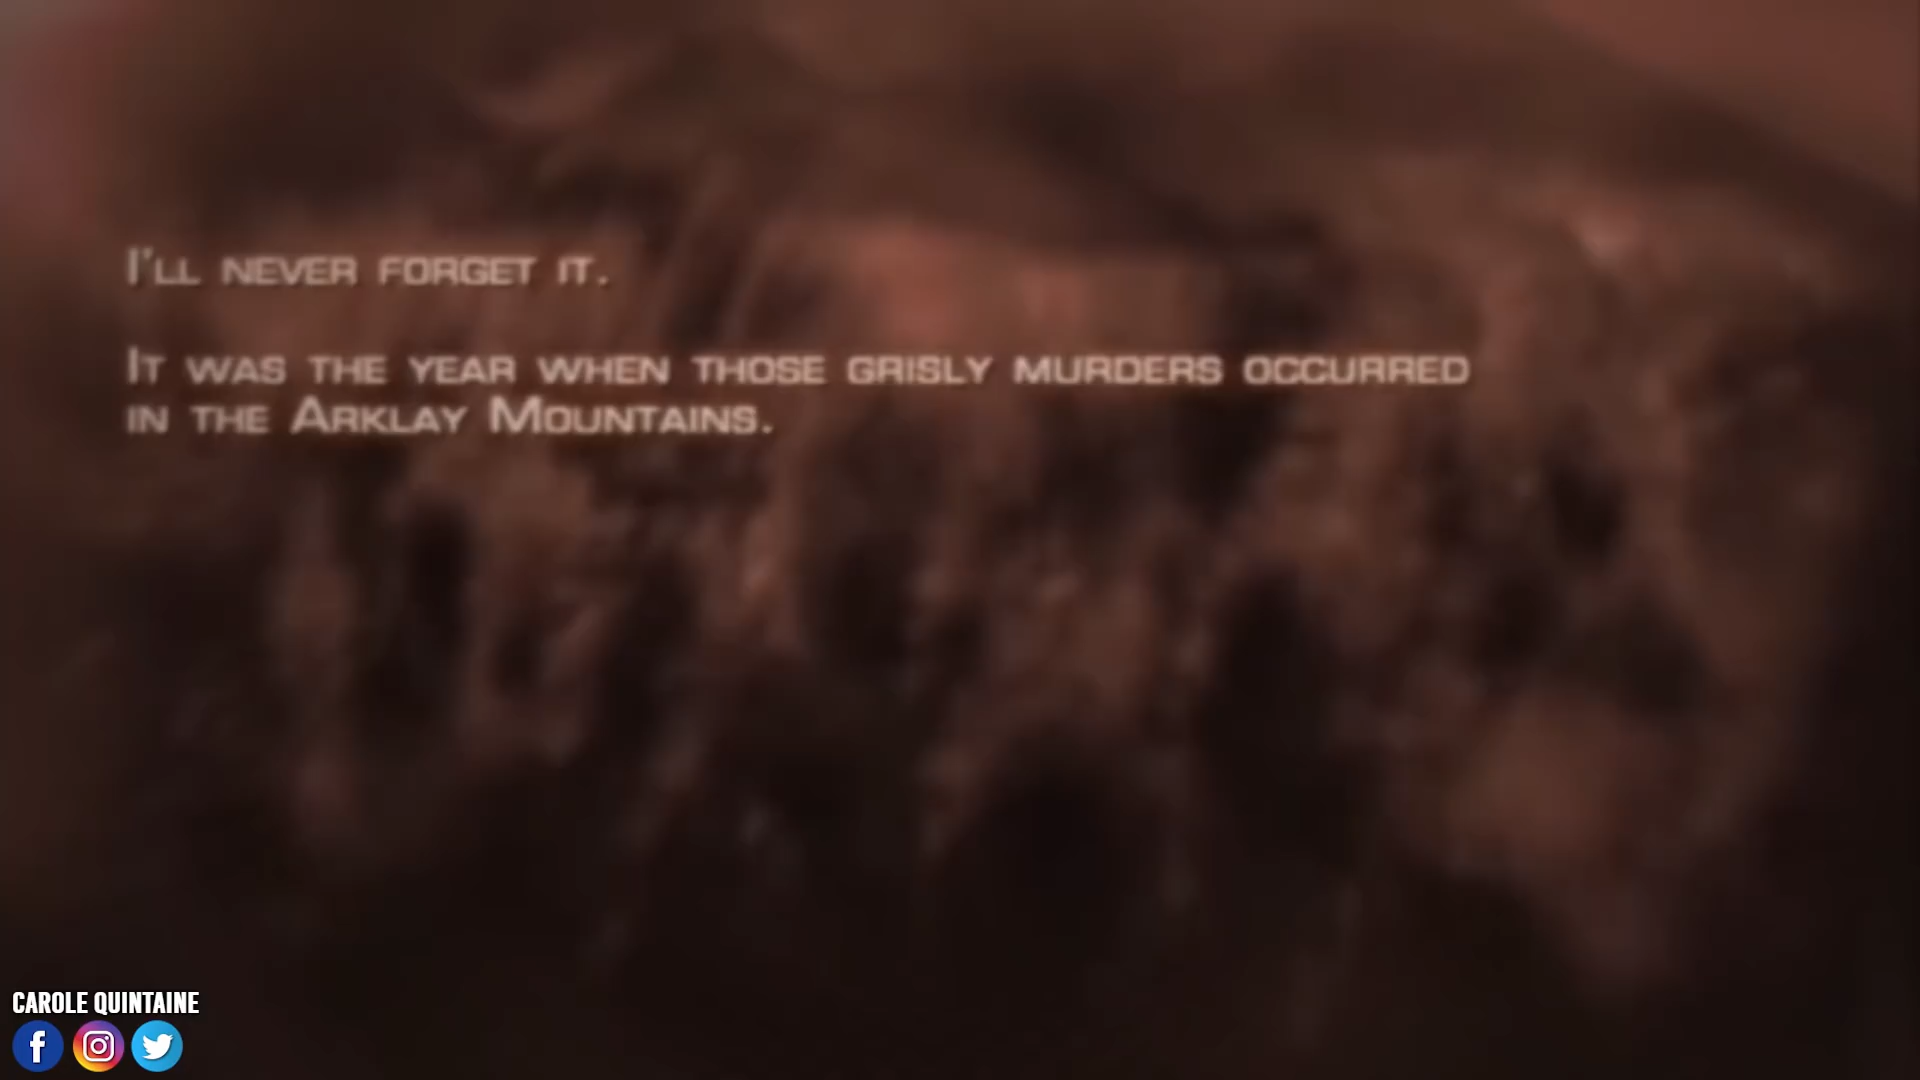 I'll never forget it.
It was the year when those grisly murders occurred
in the Arklay Mountains.
CAROLE QUINTAINE